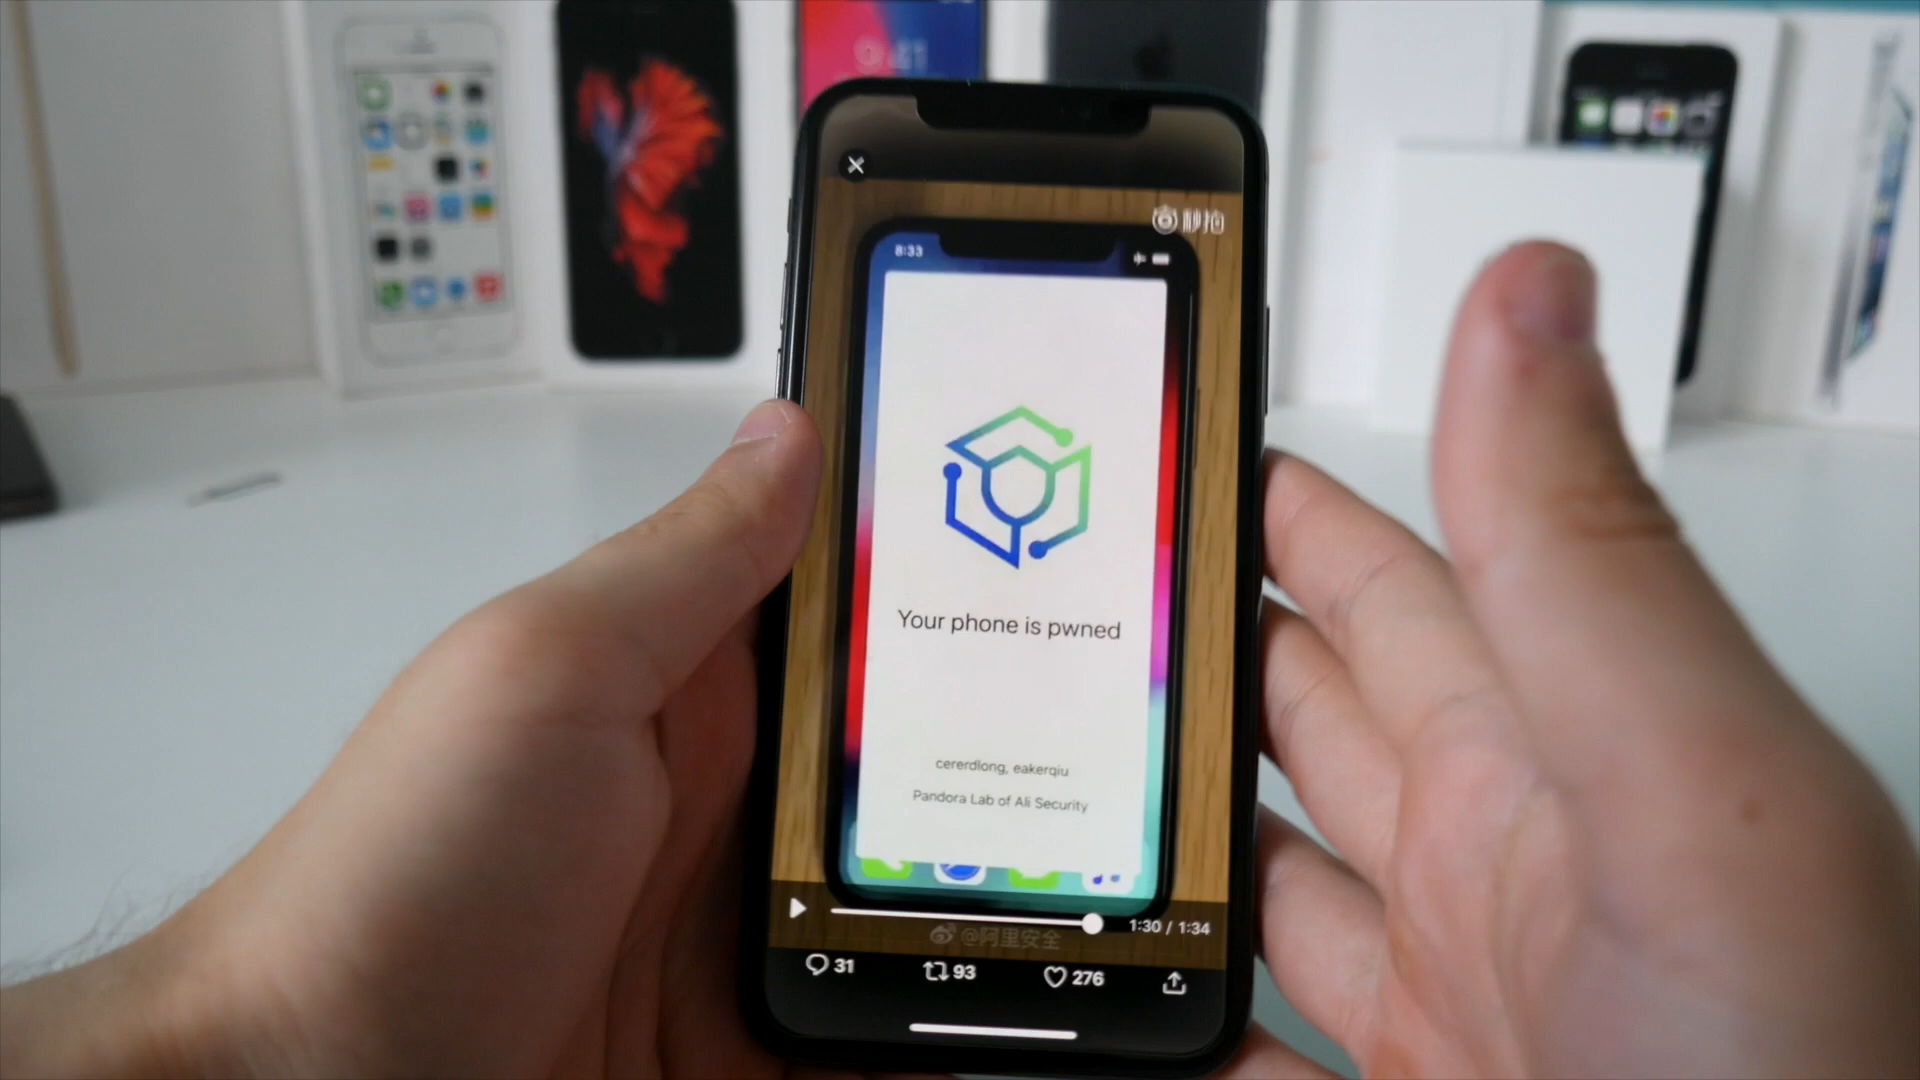 秒拍
8:33
Your phone is pwned
cererdlong, eakerqiu
Pandora Lab of Ali Security
1:30 / 1:34
@阿里安全
31
93
276